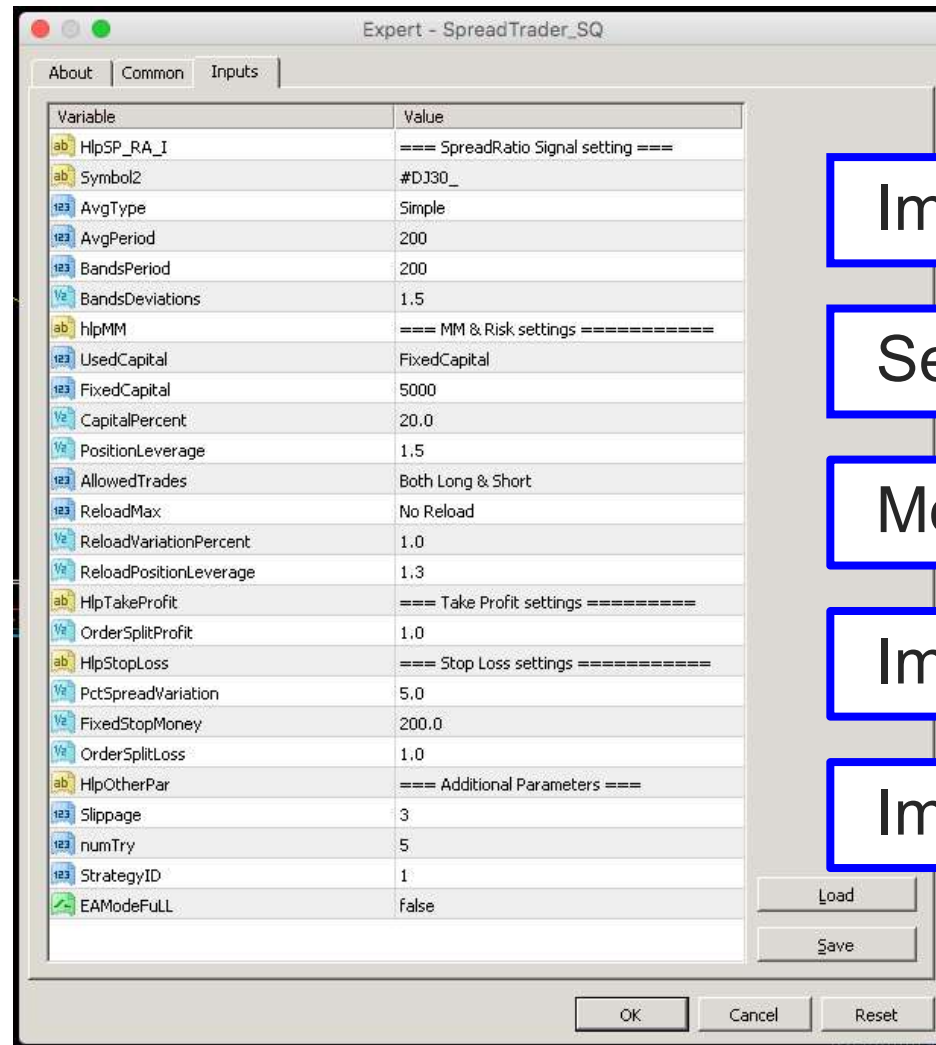 Expert - SpreadTrader_SQ
About Common Inputs
Variable Value
HlpSP_RA_I === SpreadRatio Signal setting ===
Symbol2 #DJ30_
AvgType Simple
AvgPeriod 200
BandsPeriod 200
BandsDeviations 1.5
hlpMM === MM & Risk settings ===========
UsedCapital FixedCapital
FixedCapital 5000
CapitalPercent 20.0
PositionLeverage 1.5
AllowedTrades Both Long & Short
ReloadMax No Reload
ReloadVariationPercent 1.0
ReloadPositionLeverage 1.3
HlpTakeProfit === Take Profit settings =========
OrderSplitProfit 1.0
HlpStopLoss === Stop Loss settings ===========
PctSpreadVariation 5.0
FixedStopMoney 200.0
OrderSplitLoss 1.0
HlpOtherPar === Additional Parameters ===
Slippage 3
numTry 5
StrategyID 1
EAModeFuLL false
Load
Save
OK Cancel Reset